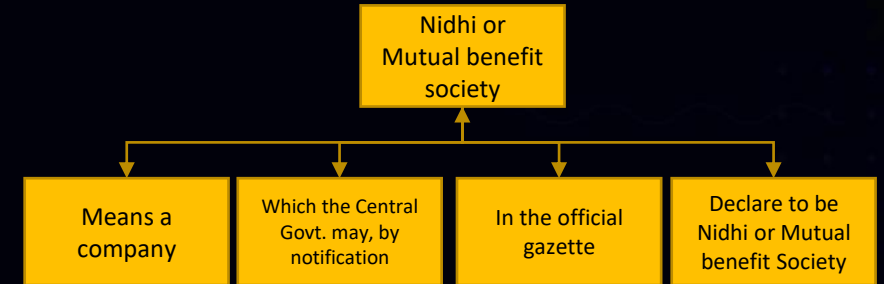 Nidhi or
Mutual benefit
society
Means a
company
Which the Central
Govt. may, by
notification
In the official
gazette
Declare to be
Nidhi or Mutual
benefit Society